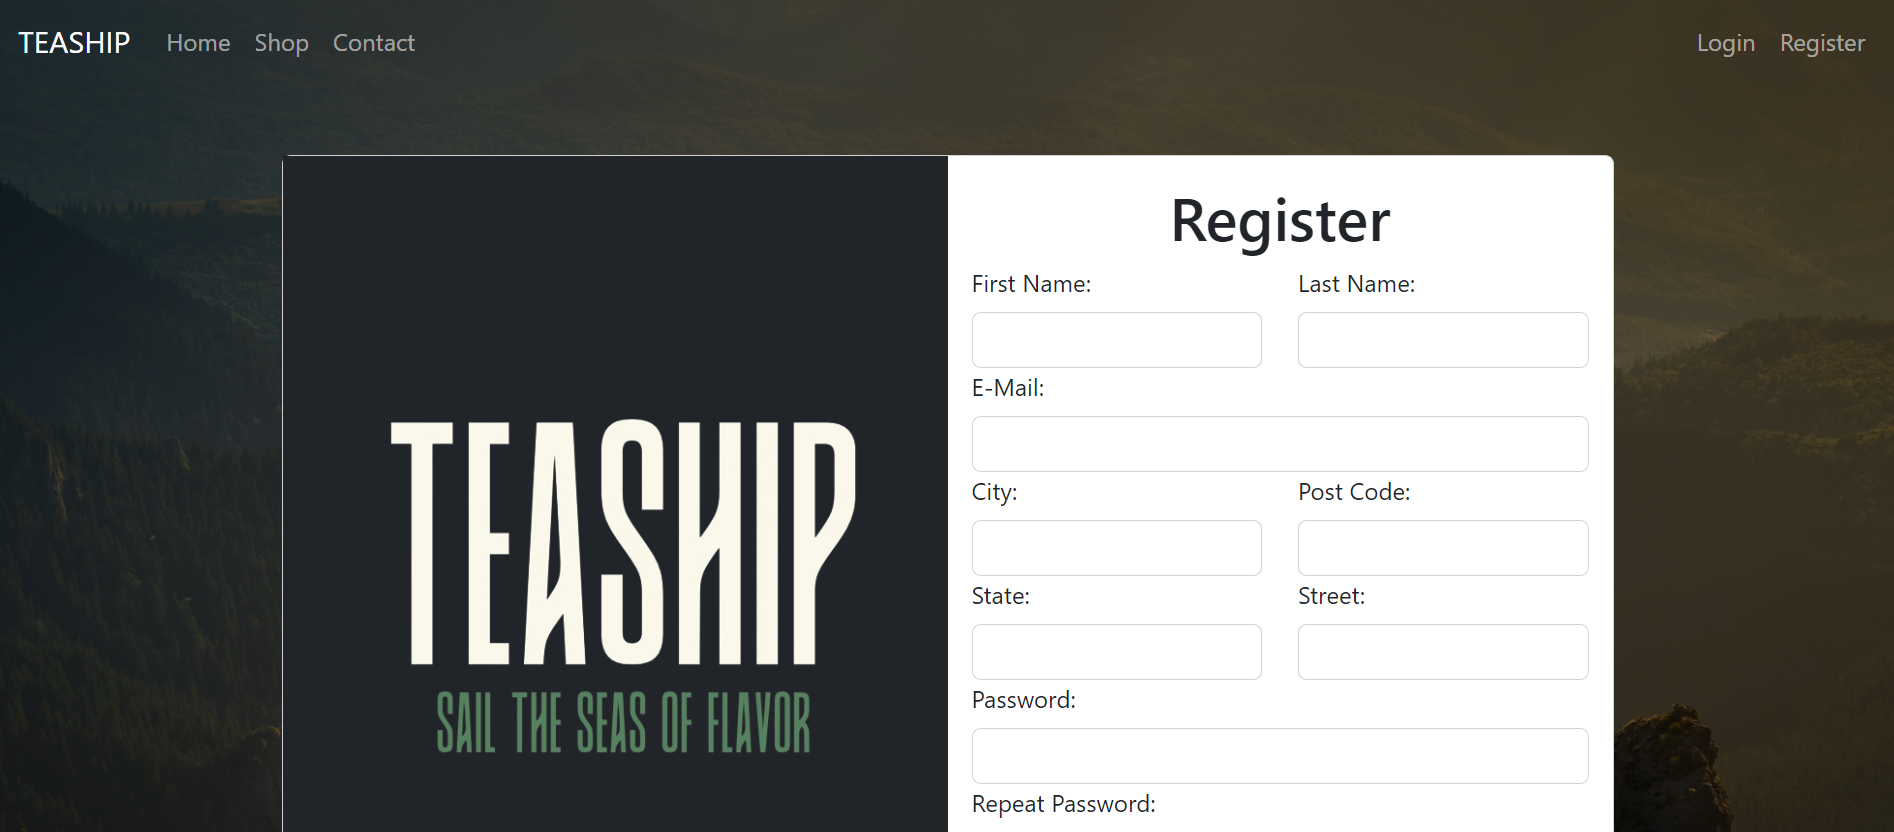 TEASHIP Home Shop Contact Login Register
TEASHIP
SAIL THE SEAS OF FLAVOR
Register
First Name: Last Name:
E-Mail:
City: Post Code:
State: Street:
Password:
Repeat Password: